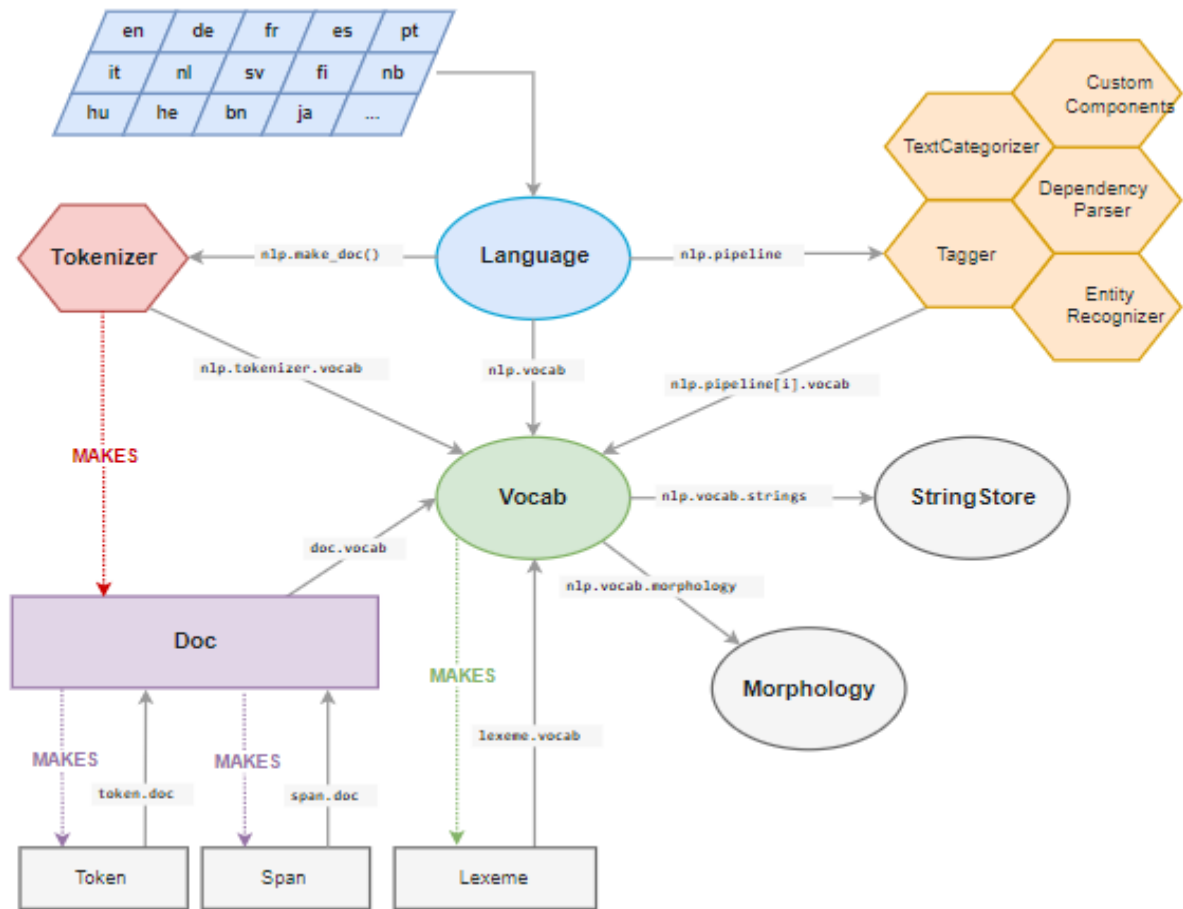 en de fr es pt
it nl sv fi nb
hu he bn ja ...
Custom
Components
TextCategorizer
Dependency
Parser
Tokenizer
nlp.make_doc()
Language
nlp.pipeline
Tagger
Entity
Recognizer
nlp.tokenizer.vocab
nlp.vocab
nlp.pipeline[i].vocab
MAKES
Vocab
nlp.vocab.strings
StringStore
doc.vocab
nlp.vocab.morphology
Doc
MAKES
Morphology
lexeme.vocab
MAKES
MAKES
token.doc
span.doc
Token
Span
Lexeme